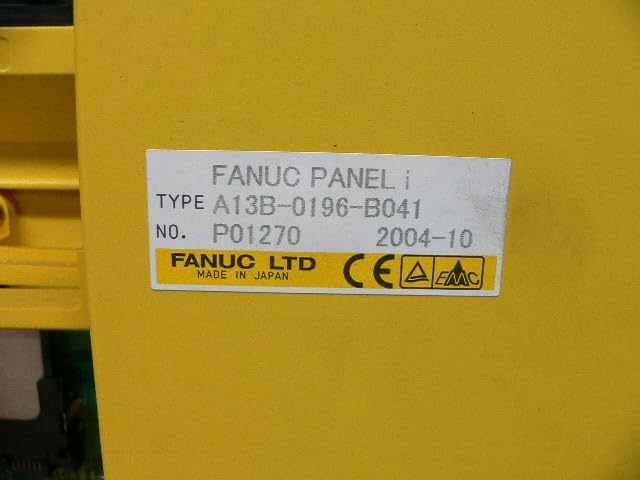 FANUC PANEL i
TYPE A13B-0196-B041
NO. P01270 2004-10
FANUC LTD
MADE IN JAPAN
CE
EMC